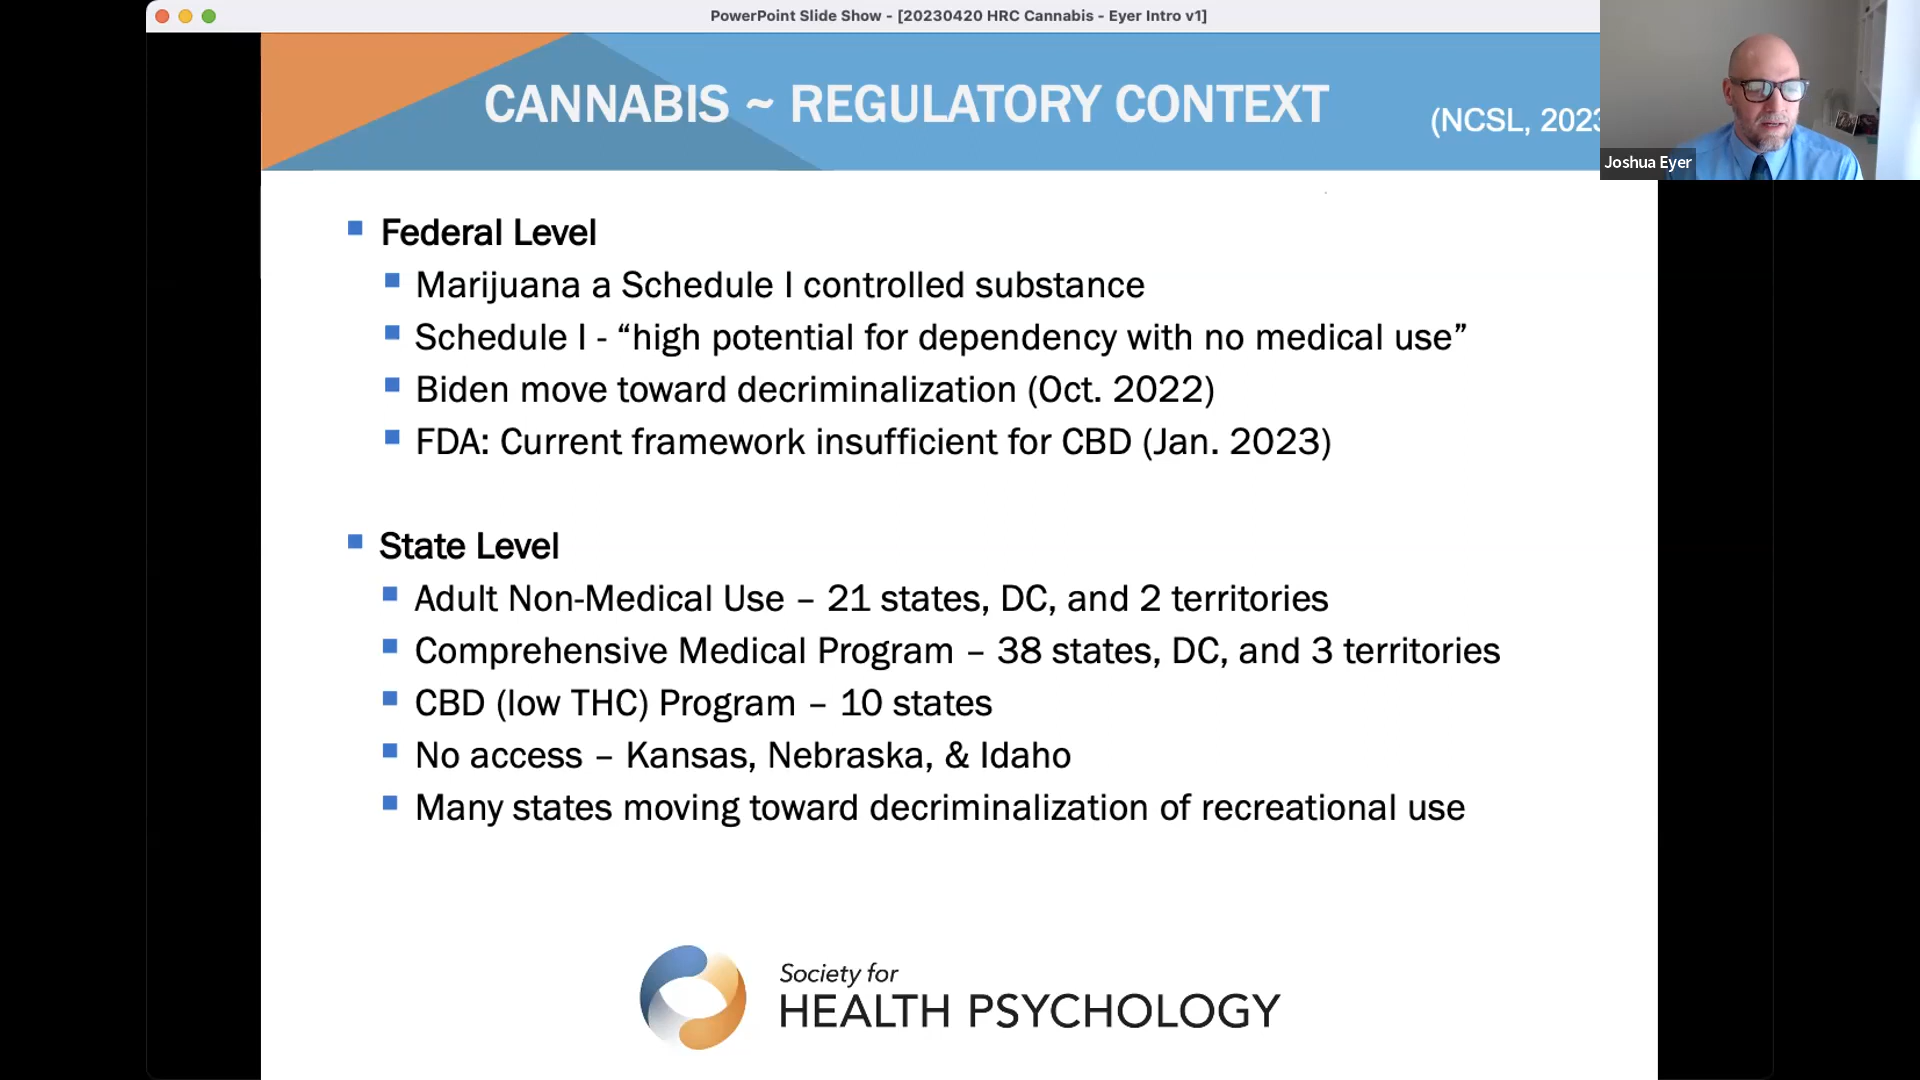 PowerPoint Slide Show - [20230420 HRC Cannabis - Eyer Intro v1]
CANNABIS ~ REGULATORY CONTEXT
(NCSL, 2023
Joshua Eyer
Federal Level
Marijuana a Schedule I controlled substance
Schedule I - “high potential for dependency with no medical use”
Biden move toward decriminalization (Oct. 2022)
FDA: Current framework insufficient for CBD (Jan. 2023)
State Level
Adult Non-Medical Use – 21 states, DC, and 2 territories
Comprehensive Medical Program – 38 states, DC, and 3 territories
CBD (low THC) Program – 10 states
No access – Kansas, Nebraska, & Idaho
Many states moving toward decriminalization of recreational use
Society for
HEALTH PSYCHOLOGY